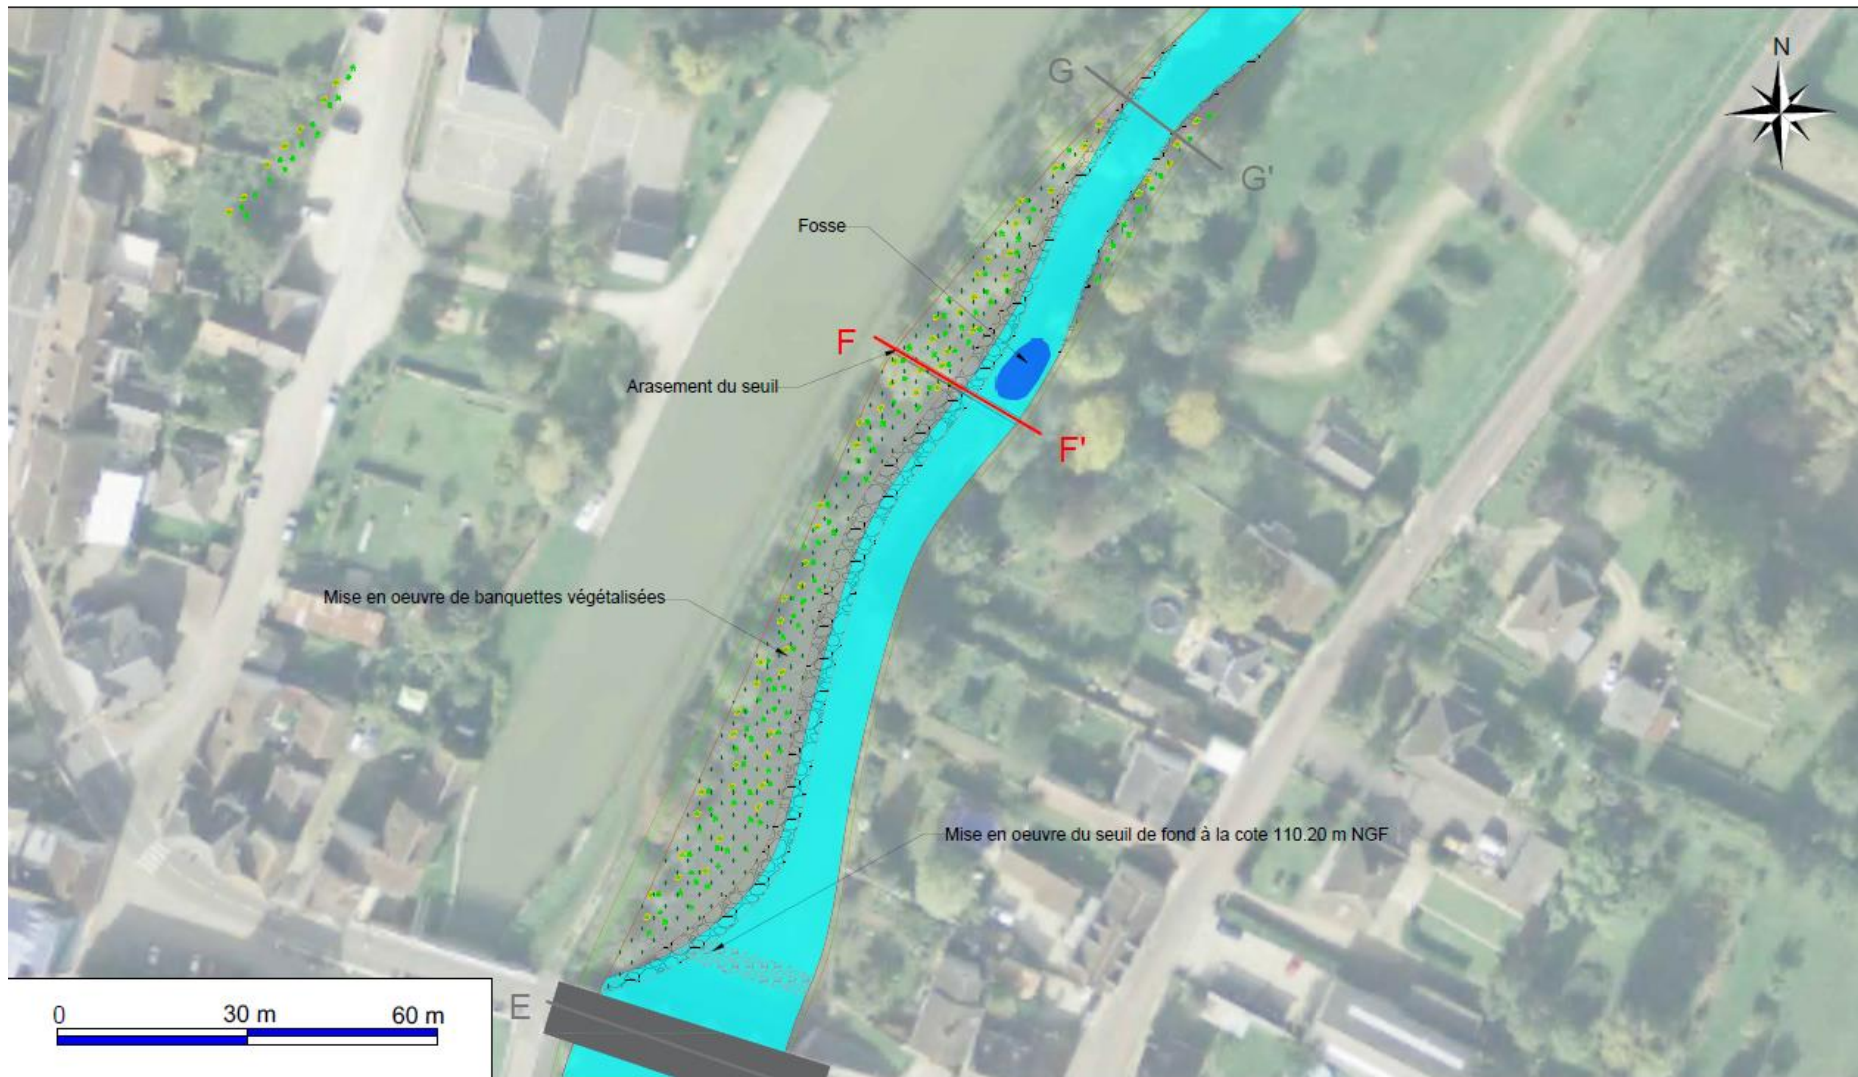 N
G
G'
Fosse
F
Arasement du seuil
F'
Mise en oeuvre de banquettes végétalisées
Mise en oeuvre du seuil de fond à la cote 110.20 m NGF
E
0 30 m 60 m